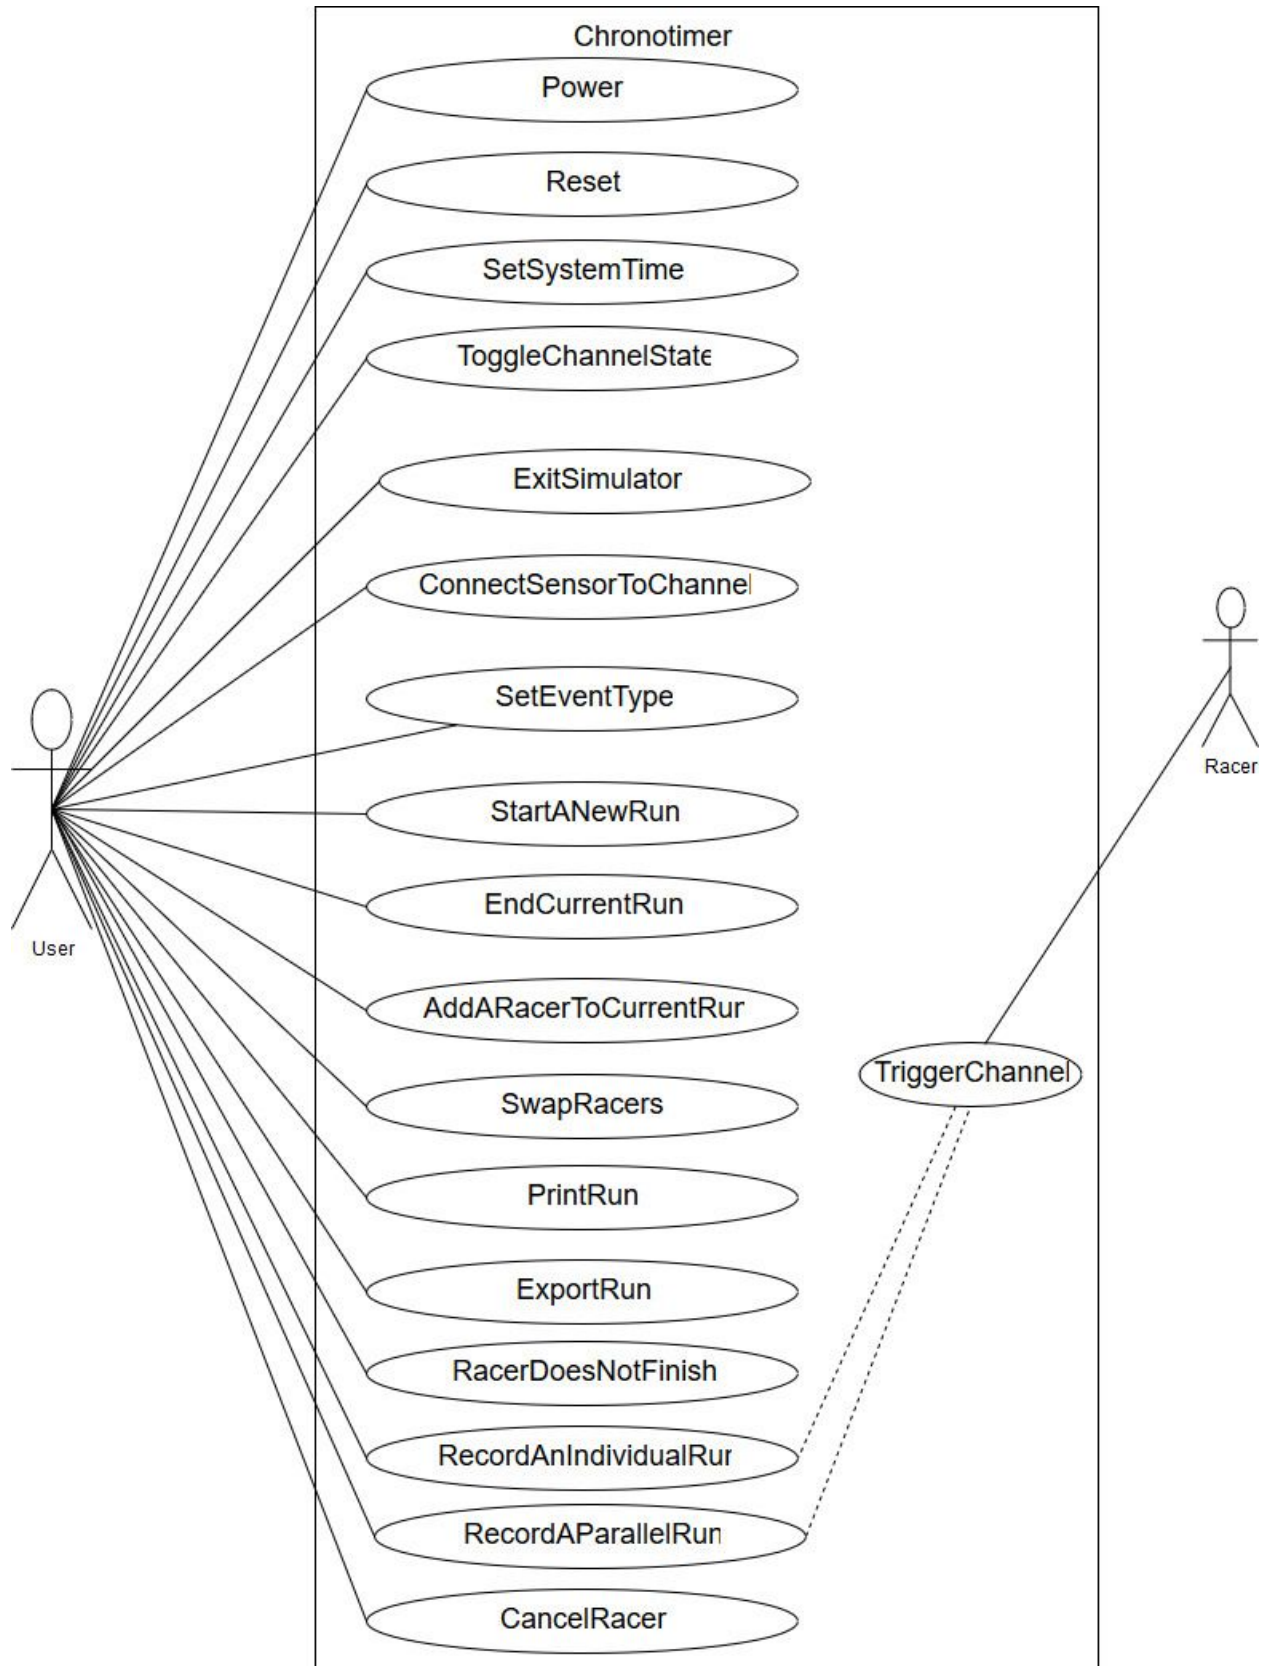 Chronotimer
Power
Reset
SetSystemTime
ToggleChannelState
ExitSimulator
ConnectSensorToChannel
SetEventType
Racer
StartANewRun
EndCurrentRun
User
AddARacerToCurrentRun
TriggerChannel
SwapRacers
PrintRun
ExportRun
RacerDoesNotFinish
RecordAnIndividualRun
RecordAParallelRun
CancelRacer